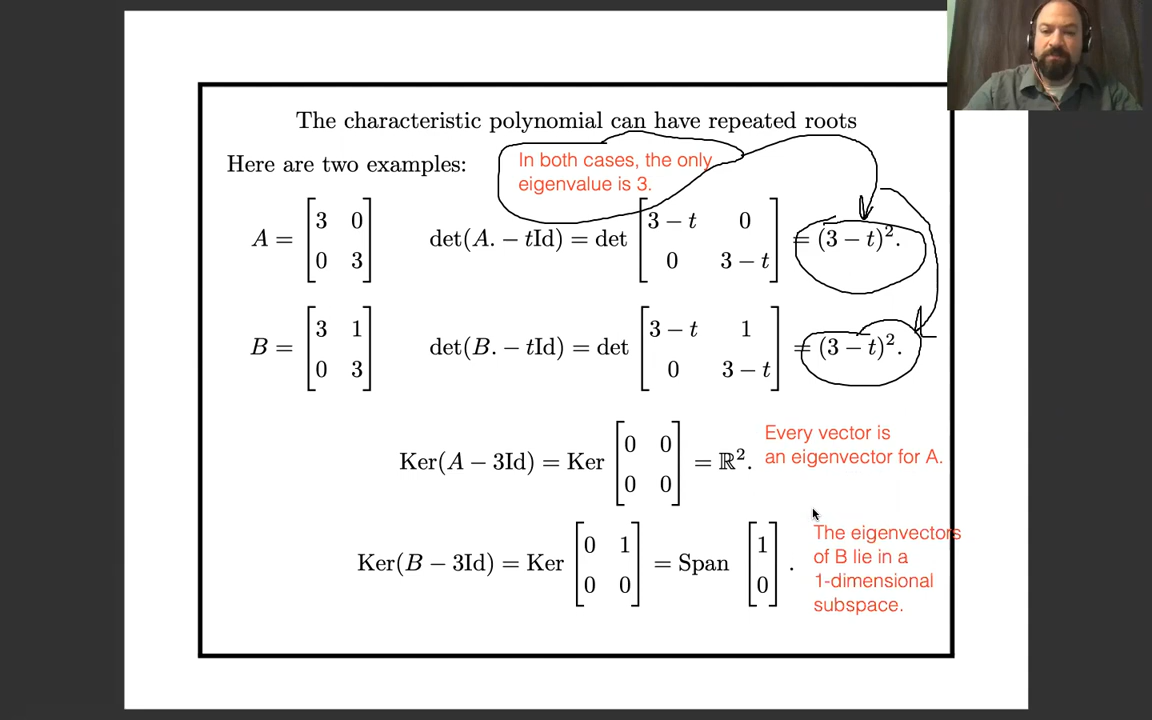 The characteristic polynomial can have repeated roots
Here are two examples:
In both cases, the only
eigenvalue is 3.
A = [3 0; 0 3] det(A. − tId) = det [3 − t 0; 0 3 − t] = (3 − t)².
B = [3 1; 0 3] det(B. − tId) = det [3 − t 1; 0 3 − t] = (3 − t)².
Ker(A − 3Id) = Ker [0 0; 0 0] = ℝ².
Every vector is
an eigenvector for A.
Ker(B − 3Id) = Ker [0 1; 0 0] = Span [1; 0].
The eigenvectors
of B lie in a
1-dimensional
subspace.